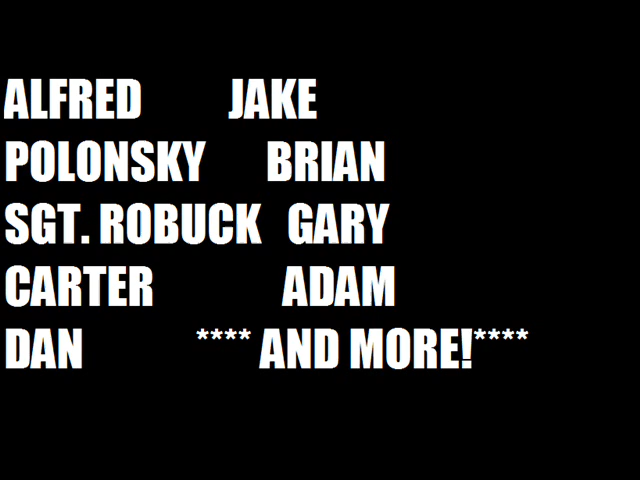 ALFRED JAKE
POLONSKY BRIAN
SGT. ROBUCK GARY
CARTER ADAM
DAN **** AND MORE!****